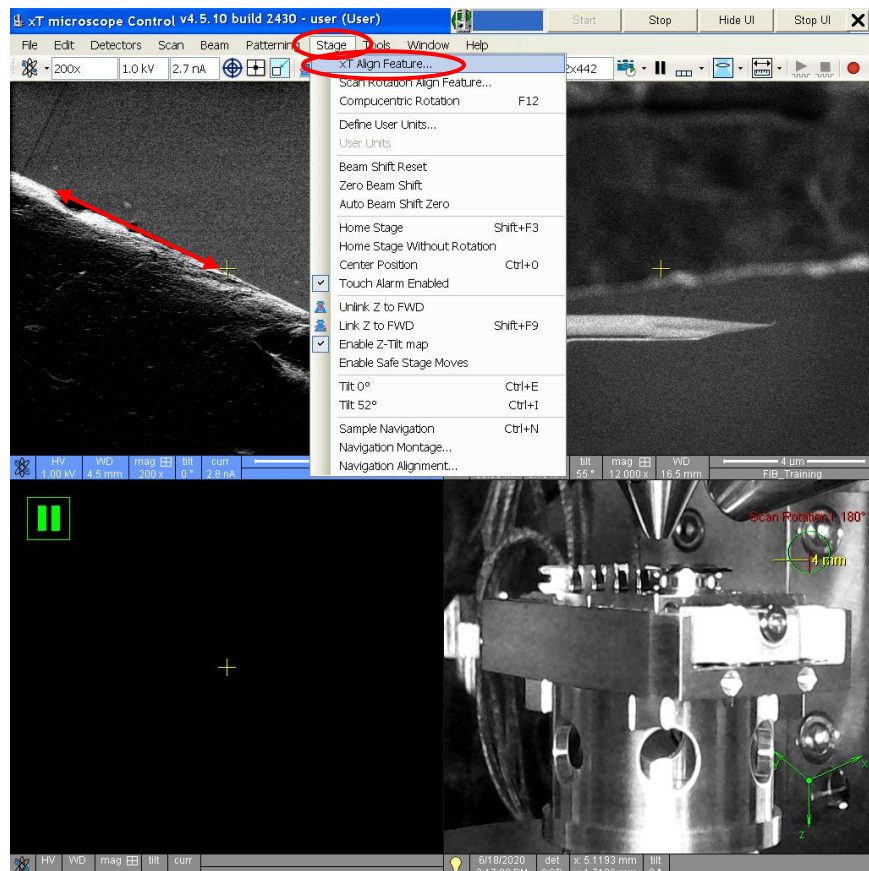 xT microscope Control v4.5.10 build 2430 - user (User)
Start Stop Hide UI Stop UI X
File Edit Detectors Scan Beam Patterning Stage Tools Window Help
200x 1.0 kV 2.7 nA
xT Align Feature...
Scan Rotation Align Feature...
Compucentric Rotation F12
Define User Units...
User Units
Beam Shift Reset
Zero Beam Shift
Auto Beam Shift Zero
Home Stage Shift+F3
Home Stage Without Rotation
Center Position Ctrl+0
Touch Alarm Enabled
Unlink Z to FWD
Link Z to FWD Shift+F9
Enable Z-Tilt map
Enable Safe Stage Moves
Tilt 0° Ctrl+E
Tilt 52° Ctrl+I
Sample Navigation Ctrl+N
Navigation Montage...
Navigation Alignment...
HV WD mag tilt curr
1.00 kV 4.5 mm 200 x 0 ° 2.8 nA
tilt mag WD 4 µm
55 ° 12 000 x 16.5 mm FIB_Training
Scan Rotation 180°
4 mm
y x
z
HV WD mag tilt curr
6/18/2020 det x: 5.1193 mm tilt